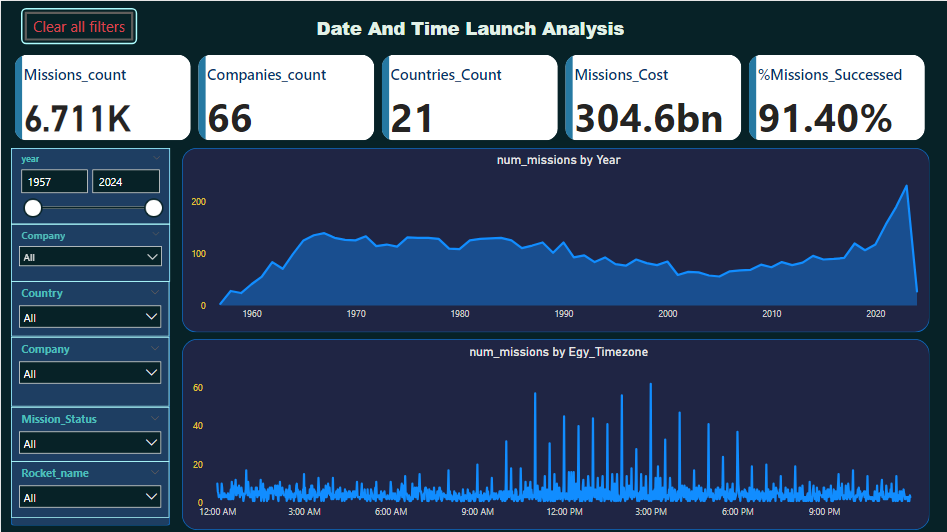 Clear all filters
Date And Time Launch Analysis
Missions_count
6.711K
Companies_count
66
Countries_Count
21
Missions_Cost
304.6bn
%Missions_Successed
91.40%
year
1957 2024
Company
All
Country
All
Company
All
Mission_Status
All
Rocket_name
All
num_missions by Year
200
100
0
1960 1970 1980 1990 2000 2010 2020
num_missions by Egy_Timezone
60
40
20
0
12:00 AM 3:00 AM 6:00 AM 9:00 AM 12:00 PM 3:00 PM 6:00 PM 9:00 PM